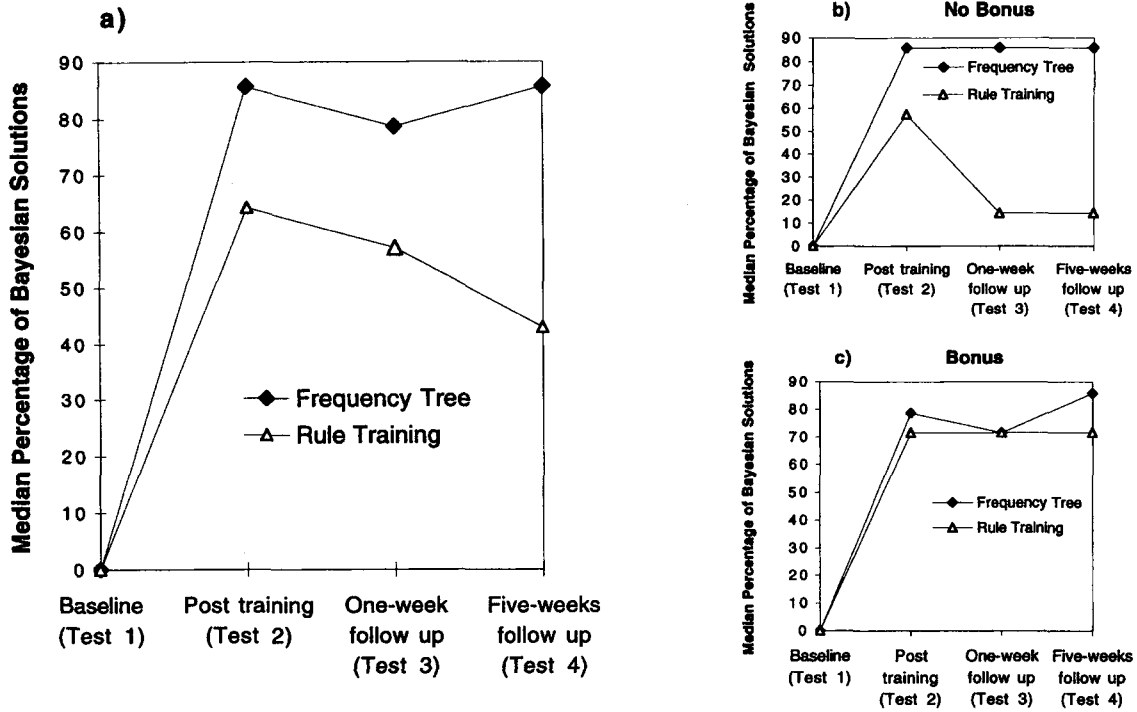 a)
Median Percentage of Bayesian Solutions
90
80
70
60
50
40
30
20
10
0
Frequency Tree
Rule Training
Baseline
(Test 1)
Post training
(Test 2)
One-week
follow up
(Test 3)
Five-weeks
follow up
(Test 4)
b)
No Bonus
Median Percentage of Bayesian Solutions
90
80
70
60
50
40
30
20
10
0
Frequency Tree
Rule Training
Baseline
(Test 1)
Post training
(Test 2)
One-week
follow up
(Test 3)
Five-weeks
follow up
(Test 4)
c)
Bonus
Median Percentage of Bayesian Solutions
90
80
70
60
50
40
30
20
10
0
Frequency Tree
Rule Training
Baseline
(Test 1)
Post
training
(Test 2)
One-week
follow up
(Test 3)
Five-weeks
follow up
(Test 4)